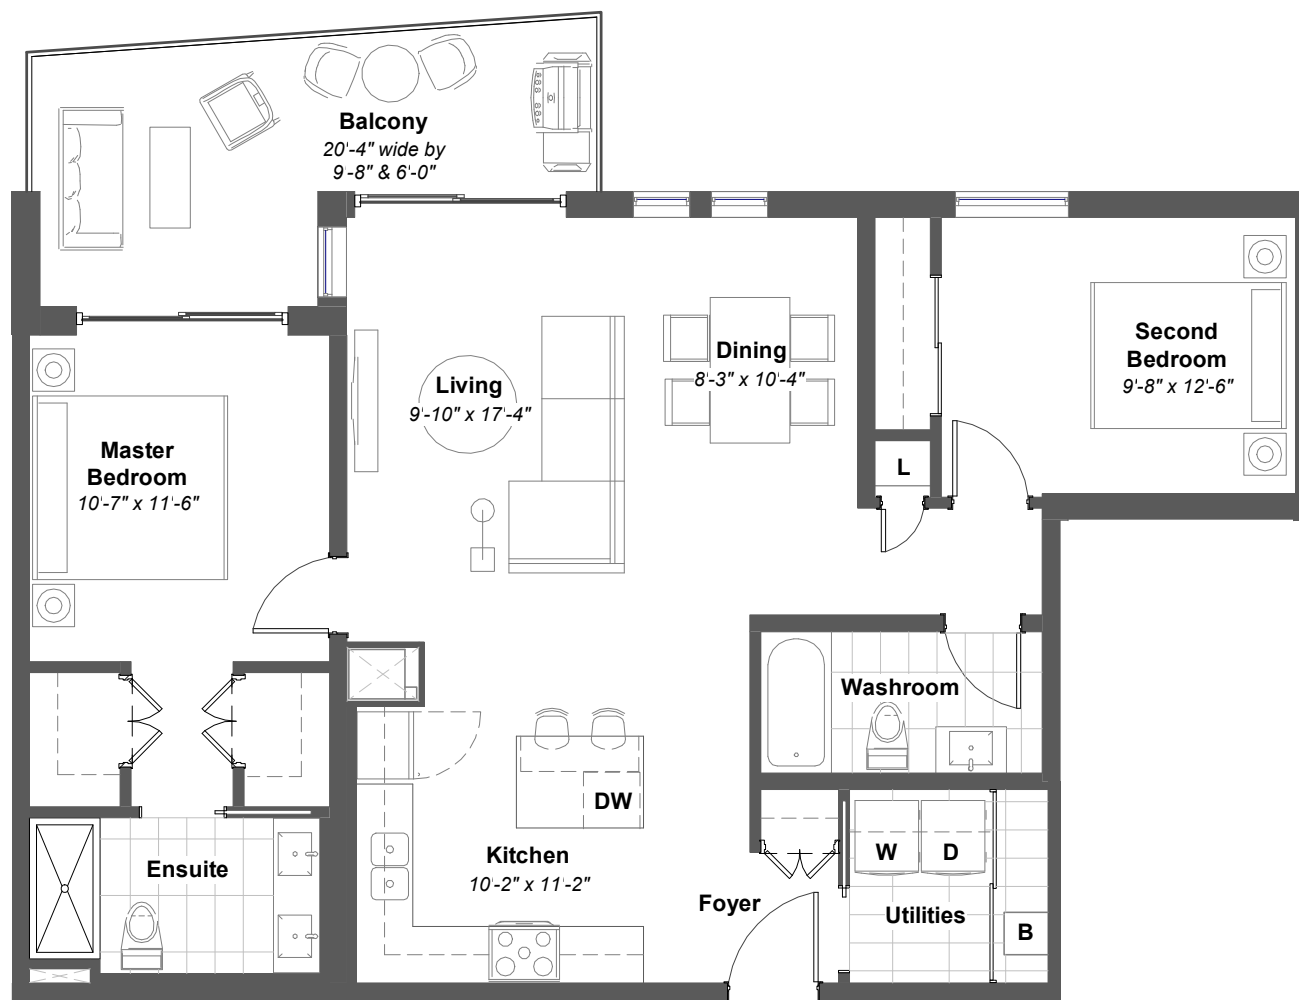 Balcony
20'-4" wide by
9'-8" & 6'-0"
Second
Bedroom
9'-8" x 12'-6"
Dining
8'-3" x 10'-4"
Living
9'-10" x 17'-4"
Master
Bedroom
10'-7" x 11'-6"
L
Washroom
DW
Kitchen
10'-2" x 11'-2"
W
D
Ensuite
Foyer
Utilities
B